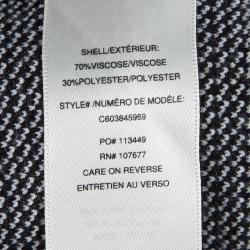 SHELL/EXTÉRIEUR:
70%VISCOSE/VISCOSE
30%POLYESTER/POLYESTER
STYLE# /NUMÉRO DE MODÈLE:
C603845969
PO# 113449
RN# 107677
CARE ON REVERSE
ENTRETIEN AU VERSO